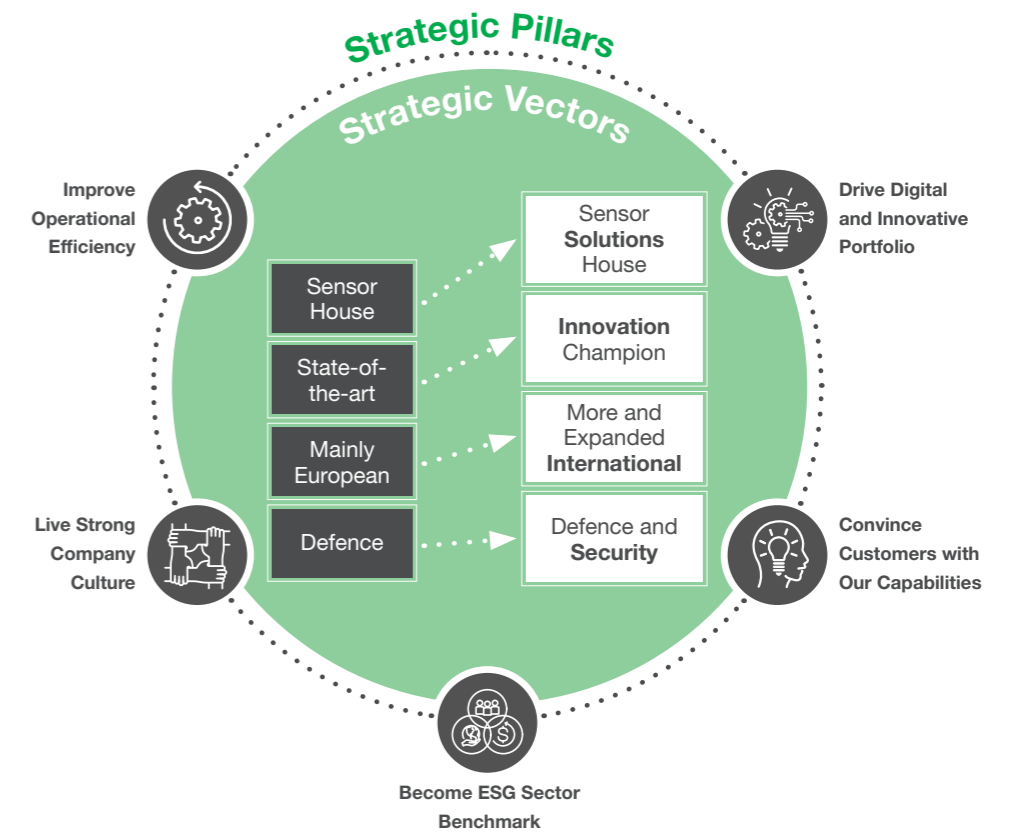 Strategic Pillars
Strategic Vectors
Improve
Operational
Efficiency
Drive Digital
and Innovative
Portfolio
Sensor
House
Sensor
Solutions
House
State-of-
the-art
Innovation
Champion
Mainly
European
More and
Expanded
International
Defence
Defence and
Security
Live Strong
Company
Culture
Convince
Customers with
Our Capabilities
Become ESG Sector
Benchmark